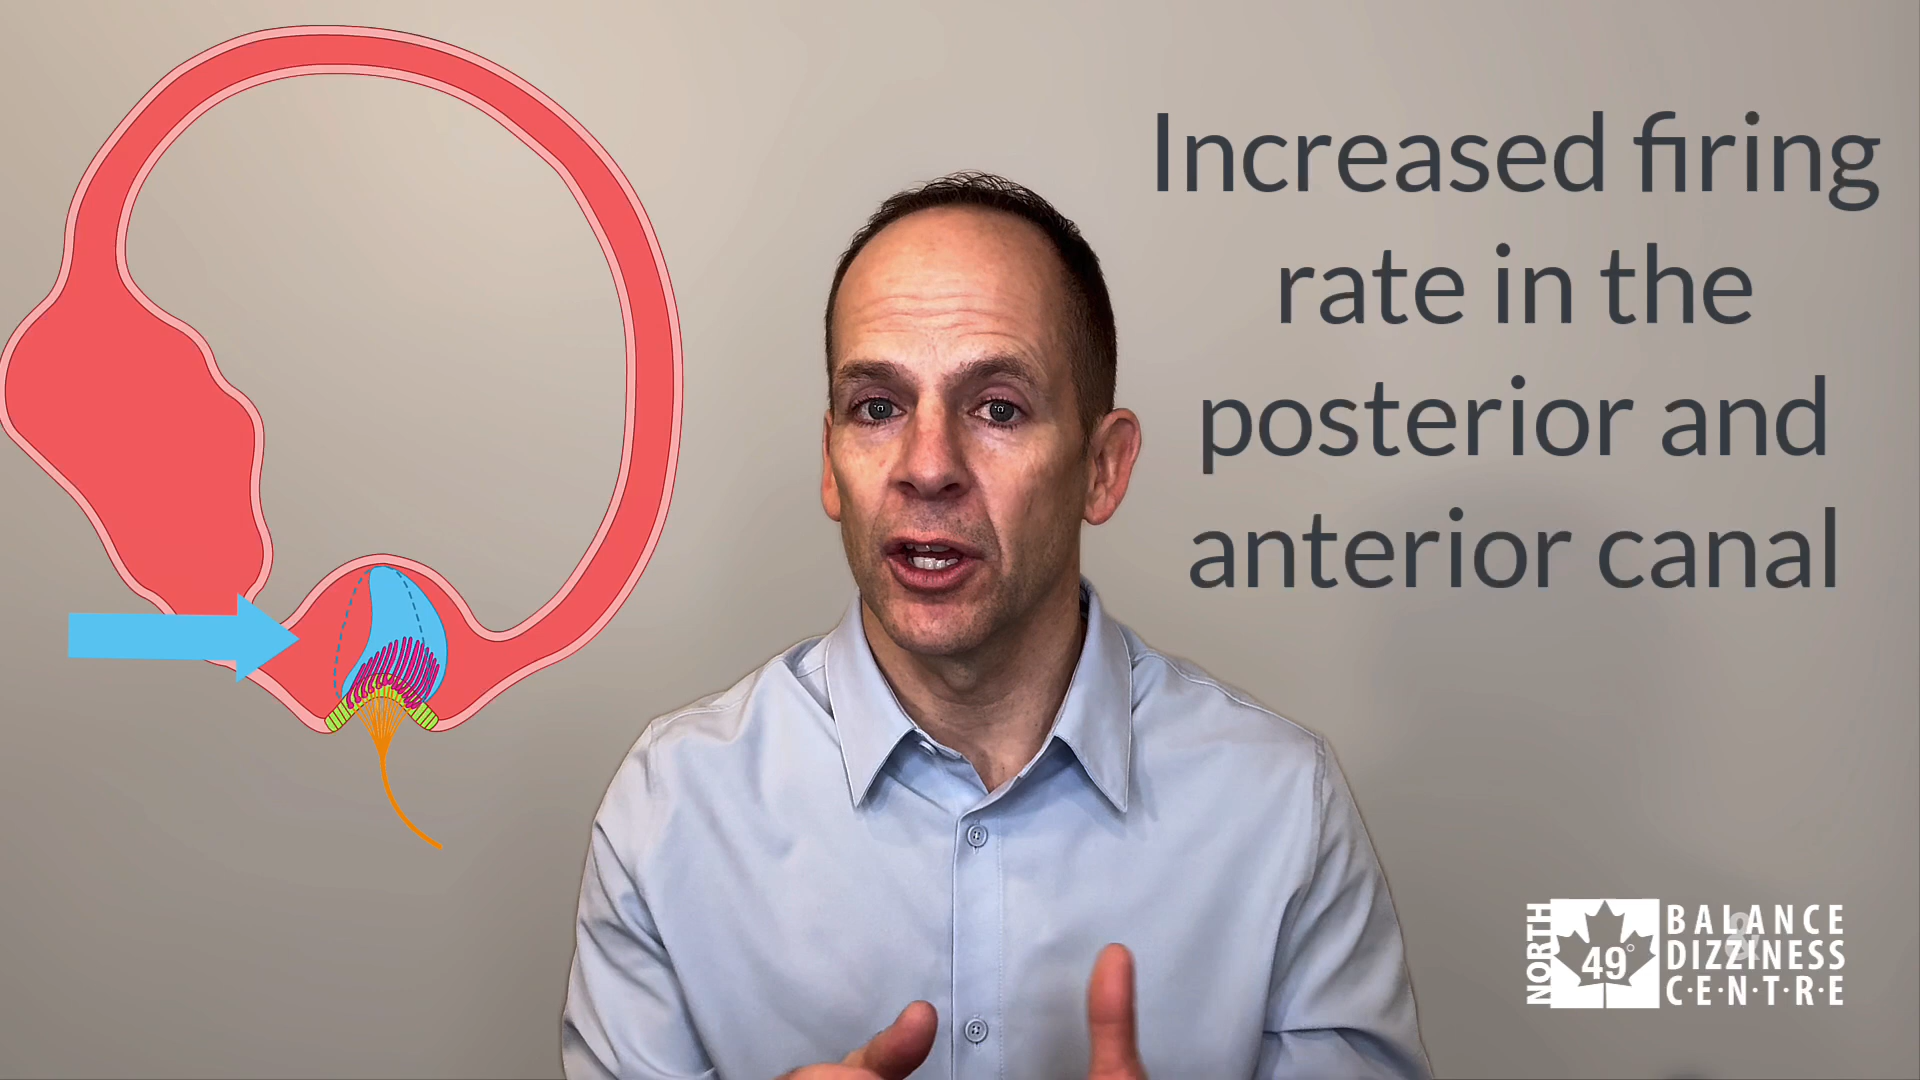 Increased firing
rate in the
posterior and
anterior canal
NORTH
49°
BALANCE
&
DIZZINESS
C·E·N·T·R·E